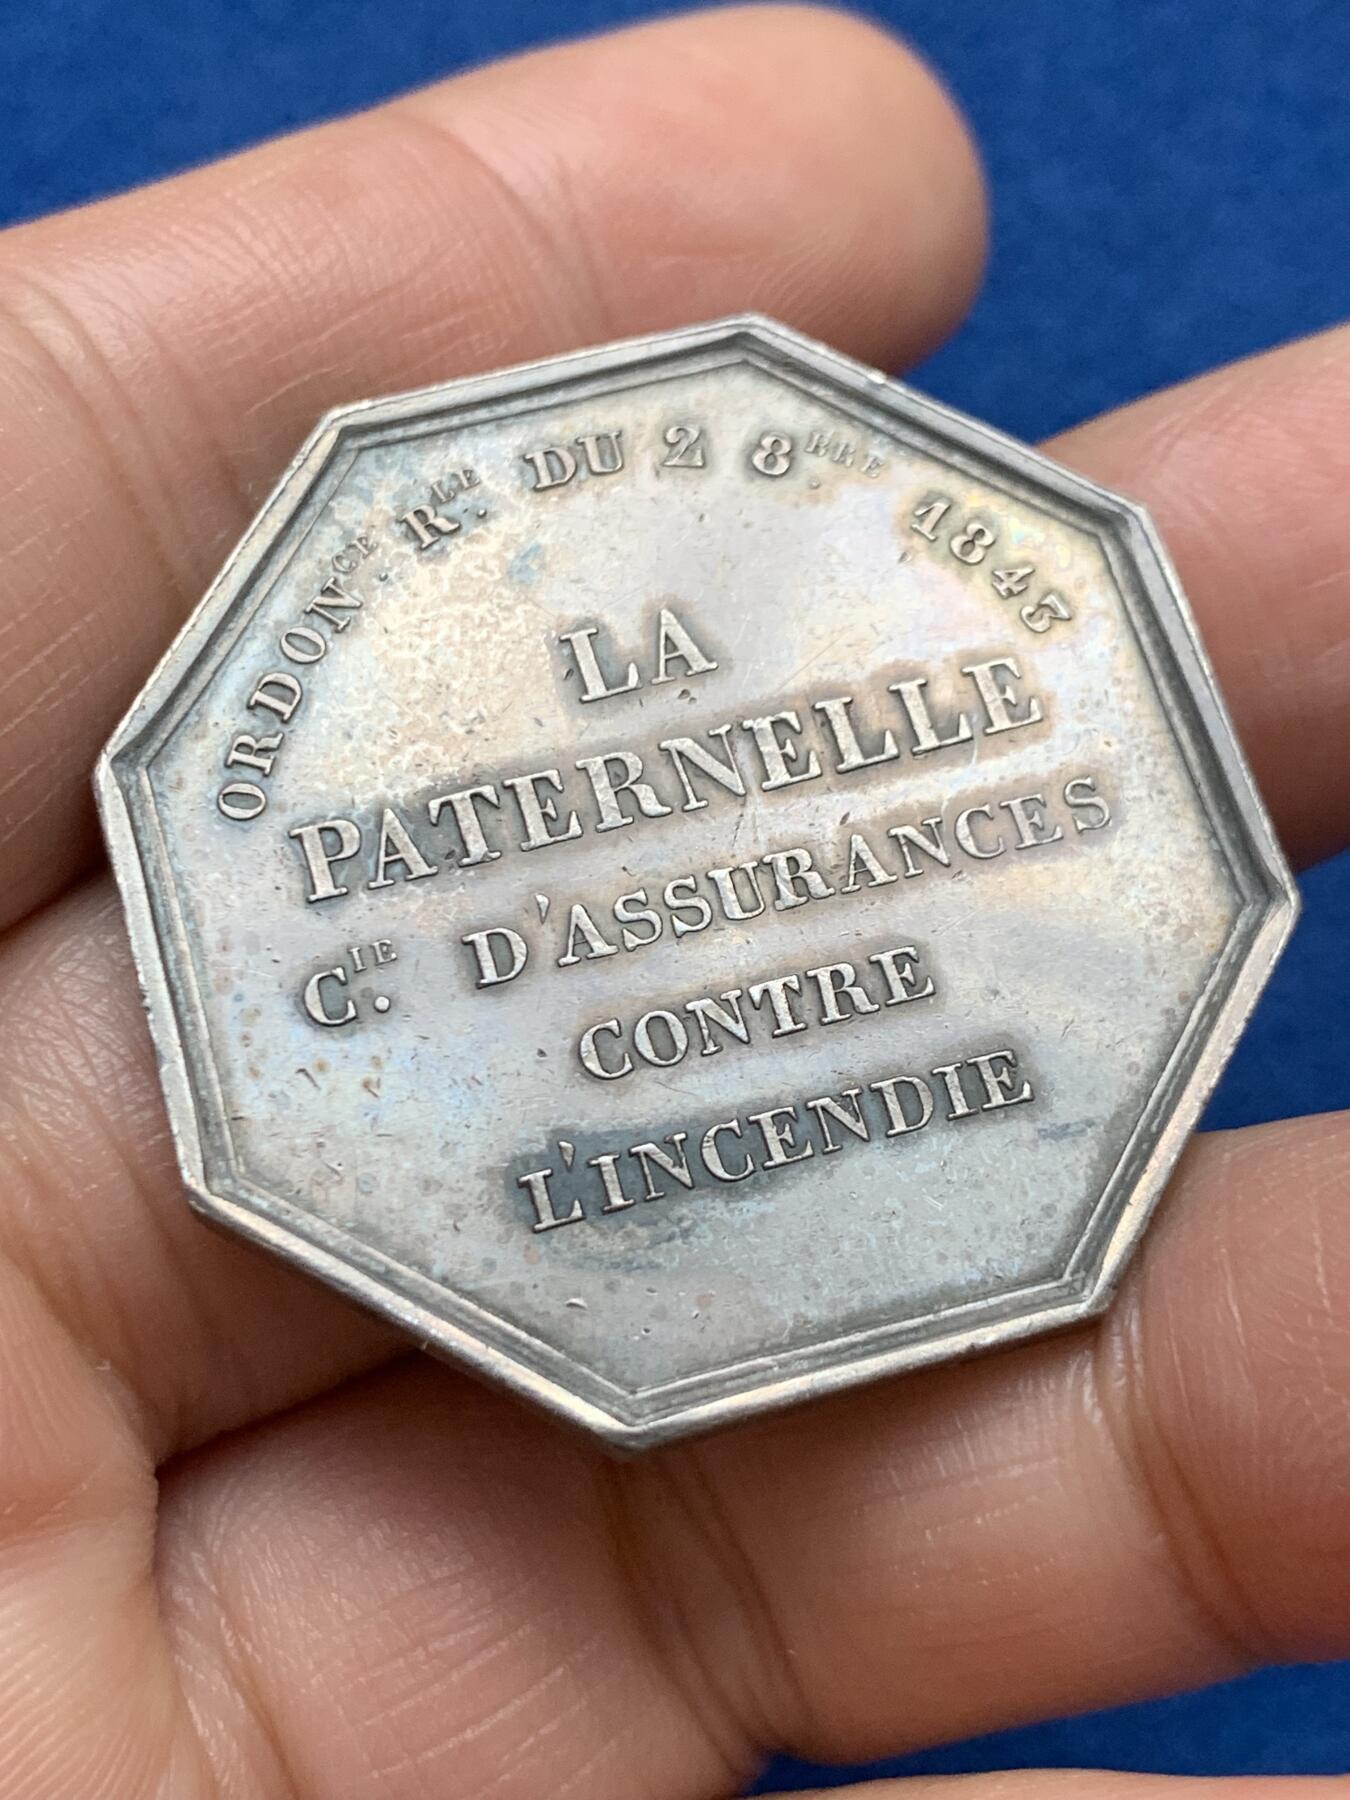 ORDONCE RLE. DU 2 8BRE. 1843
LA
PATERNELLE
CIE. D'ASSURANCES
CONTRE
L'INCENDIE